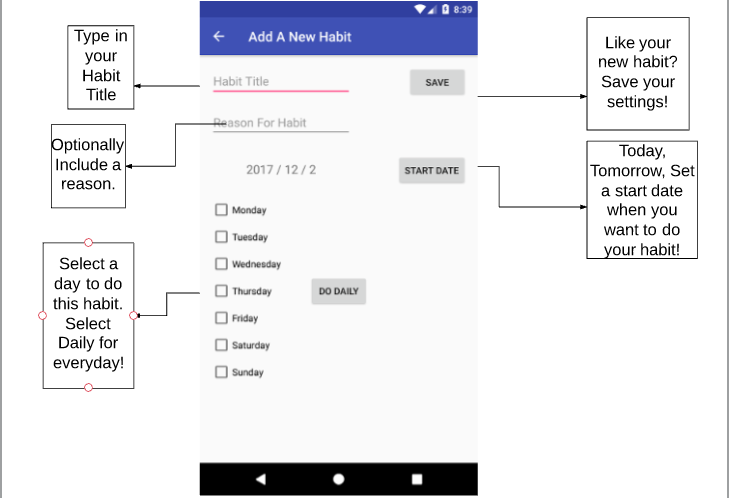 8:39
Add A New Habit
Type in
your
Habit
Title
Habit Title
SAVE
Like your
new habit?
Save your
settings!
Optionally
Include a
reason.
Reason For Habit
2017 / 12 / 2
START DATE
Today,
Tomorrow, Set
a start date
when you
want to do
your habit!
Monday
Tuesday
Wednesday
Thursday
DO DAILY
Friday
Saturday
Sunday
Select a
day to do
this habit.
Select
Daily for
everyday!